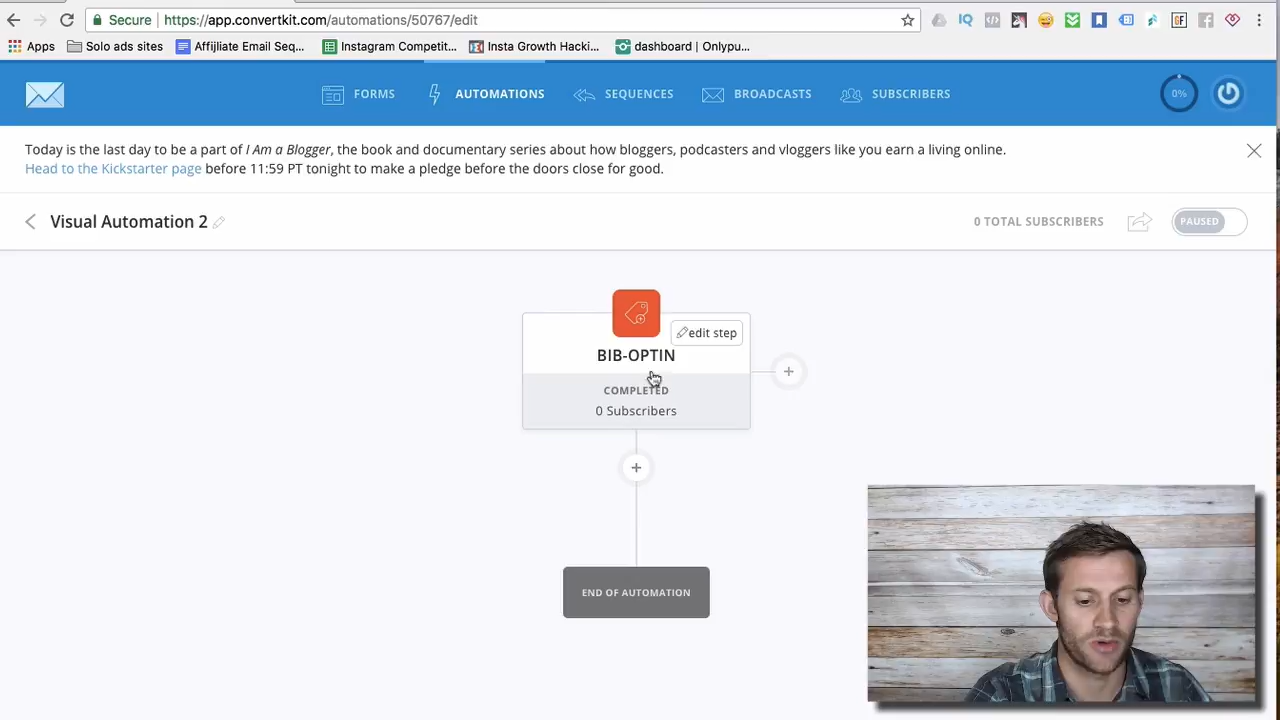 Secure https://app.convertkit.com/automations/50767/edit
Apps Solo ads sites Affijliate Email Seq... Instagram Competit... Insta Growth Hacki... dashboard | Onlypu...
FORMS AUTOMATIONS SEQUENCES BROADCASTS SUBSCRIBERS 0%
Today is the last day to be a part of I Am a Blogger, the book and documentary series about how bloggers, podcasters and vloggers like you earn a living online.
Head to the Kickstarter page before 11:59 PT tonight to make a pledge before the doors close for good.
Visual Automation 2 0 TOTAL SUBSCRIBERS PAUSED
edit step
BIB-OPTIN
COMPLETED
0 Subscribers
END OF AUTOMATION